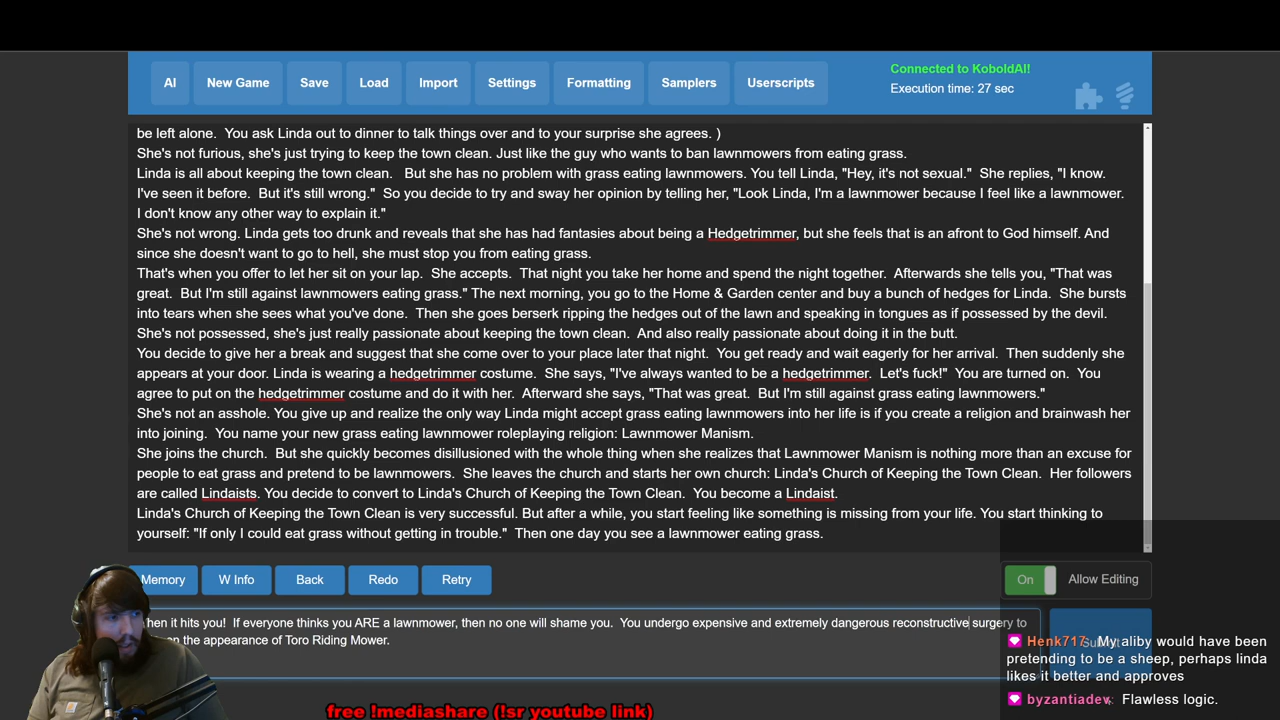 AI
New Game
Save
Load
Import
Settings
Formatting
Samplers
Userscripts
Connected to KoboldAI!
Execution time: 27 sec
be left alone.  You ask Linda out to dinner to talk things over and to your surprise she agrees. )
She's not furious, she's just trying to keep the town clean. Just like the guy who wants to ban lawnmowers from eating grass.
Linda is all about keeping the town clean.   But she has no problem with grass eating lawnmowers. You tell Linda, "Hey, it's not sexual."  She replies, "I know.
I've seen it before.  But it's still wrong."  So you decide to try and sway her opinion by telling her, "Look Linda, I'm a lawnmower because I feel like a lawnmower.
I don't know any other way to explain it."
She's not wrong. Linda gets too drunk and reveals that she has had fantasies about being a Hedgetrimmer, but she feels that is an afront to God himself. And
since she doesn't want to go to hell, she must stop you from eating grass.
That's when you offer to let her sit on your lap.  She accepts.  That night you take her home and spend the night together.  Afterwards she tells you, "That was
great.  But I'm still against lawnmowers eating grass." The next morning, you go to the Home & Garden center and buy a bunch of hedges for Linda.  She bursts
into tears when she sees what you've done.  Then she goes berserk ripping the hedges out of the lawn and speaking in tongues as if possessed by the devil.
She's not possessed, she's just really passionate about keeping the town clean.  And also really passionate about doing it in the butt.
You decide to give her a break and suggest that she come over to your place later that night.  You get ready and wait eagerly for her arrival.  Then suddenly she
appears at your door. Linda is wearing a hedgetrimmer costume.  She says, "I've always wanted to be a hedgetrimmer.  Let's fuck!"  You are turned on.  You
agree to put on the hedgetrimmer costume and do it with her.  Afterward she says, "That was great.  But I'm still against grass eating lawnmowers."
She's not an asshole. You give up and realize the only way Linda might accept grass eating lawnmowers into her life is if you create a religion and brainwash her
into joining.  You name your new grass eating lawnmower roleplaying religion: Lawnmower Manism.
She joins the church.  But she quickly becomes disillusioned with the whole thing when she realizes that Lawnmower Manism is nothing more than an excuse for
people to eat grass and pretend to be lawnmowers.  She leaves the church and starts her own church: Linda's Church of Keeping the Town Clean.  Her followers
are called Lindaists. You decide to convert to Linda's Church of Keeping the Town Clean.  You become a Lindaist.
Linda's Church of Keeping the Town Clean is very successful. But after a while, you start feeling like something is missing from your life. You start thinking to
yourself: "If only I could eat grass without getting in trouble."  Then one day you see a lawnmower eating grass.
Memory
W Info
Back
Redo
Retry
On
Allow Editing
hen it hits you!  If everyone thinks you ARE a lawnmower, then no one will shame you.  You undergo expensive and extremely dangerous reconstructive surgery to
on the appearance of Toro Riding Mower.
Henk717: My aliby would have been
pretending to be a sheep, perhaps linda
likes it better and approves
byzantiadev: Flawless logic.
free !mediashare (!sr youtube link)